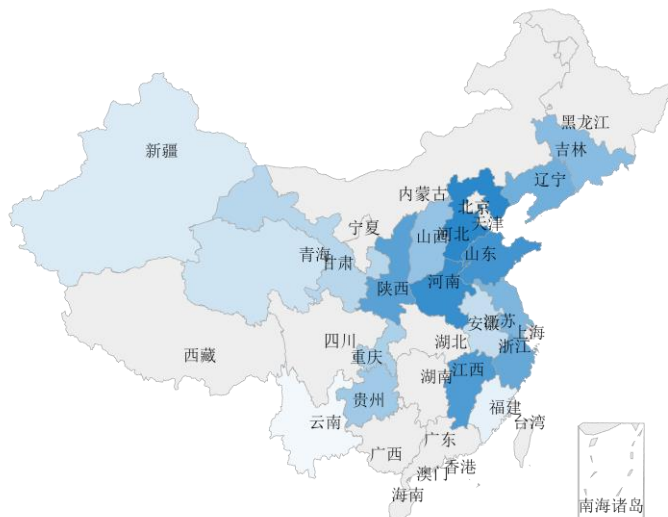 黑龙江
吉林
新疆
辽宁
内蒙古
北京
天津
宁夏
山西
河北
青海
甘肃
山东
陕西
河南
安徽
江苏
上海
四川
湖北
浙江
重庆
西藏
湖南
江西
贵州
福建
云南
台湾
广东
广西
香港
澳门
海南
南海诸岛